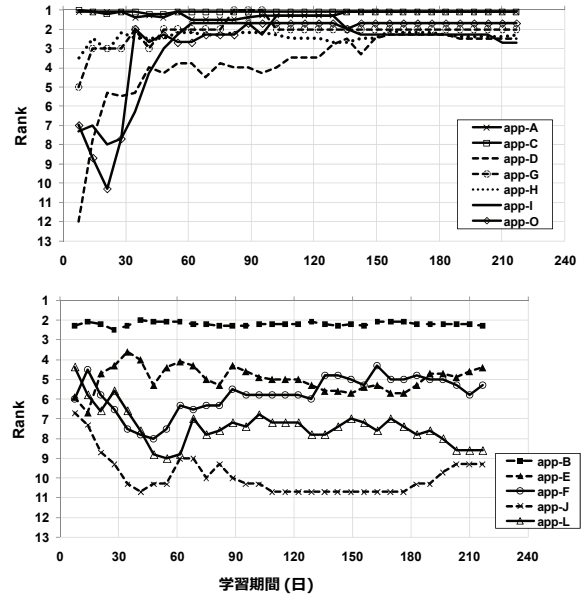 1
2
3
4
5
6
7
8
9
10
11
12
13
Rank
app-A
app-C
app-D
app-G
app-H
app-I
app-O
0 30 60 90 120 150 180 210 240
1
2
3
4
5
6
7
8
9
10
11
12
13
Rank
app-B
app-E
app-F
app-J
app-L
0 30 60 90 120 150 180 210 240
学習期間 (日)